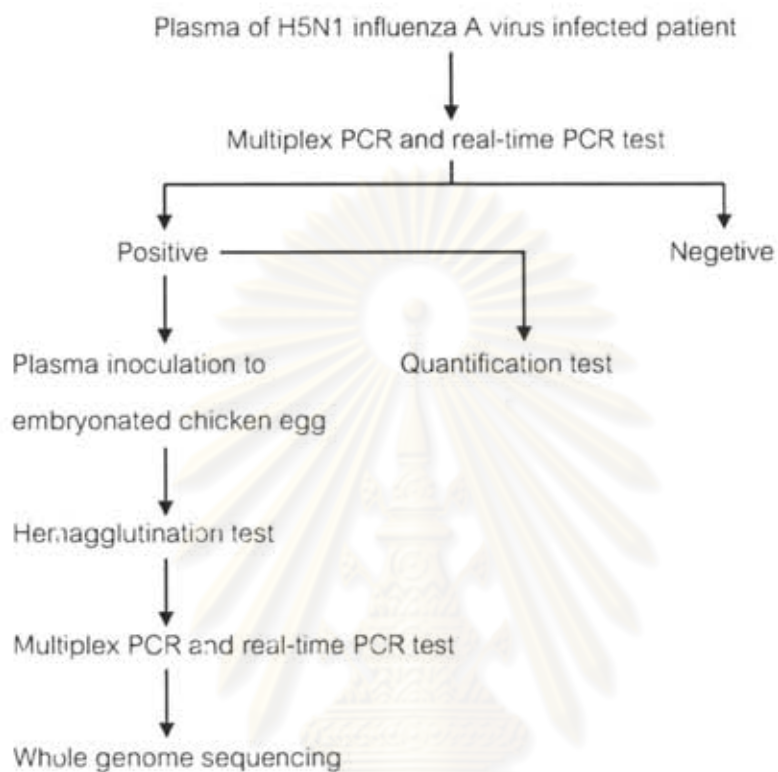 Plasma of H5N1 influenza A virus infected patient
Multiplex PCR and real-time PCR test
Positive
Negetive
Plasma inoculation to
embryonated chicken egg
Quantification test
Hemagglutination test
Multiplex PCR and real-time PCR test
Whole genome sequencing